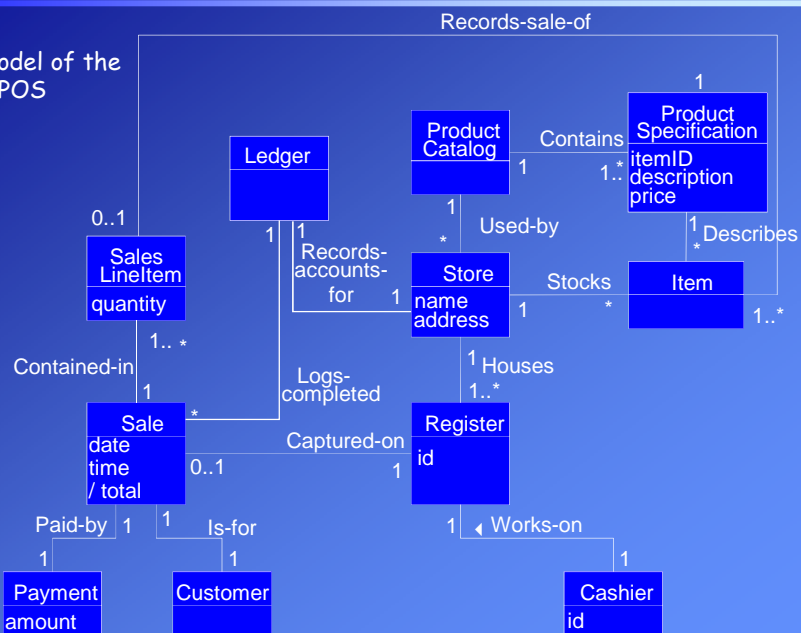 Records-sale-of
odel of the
POS
1
Product
Specification
itemID
description
price
Product
Catalog
Contains
1
1..*
Ledger
1
1
1
Used-by
*
1
Describes
*
0..1
Sales
LineItem
quantity
Records-
accounts-
for
1
Store
name
address
Stocks
1
*
Item
1..*
1.. *
Contained-in
1
Logs-
completed
*
1
Houses
1..*
Sale
date
time
/ total
Captured-on
0..1
1
Register
id
Paid-by
1
1
Is-for
1
1
1
◂ Works-on
1
Payment
amount
Customer
Cashier
id